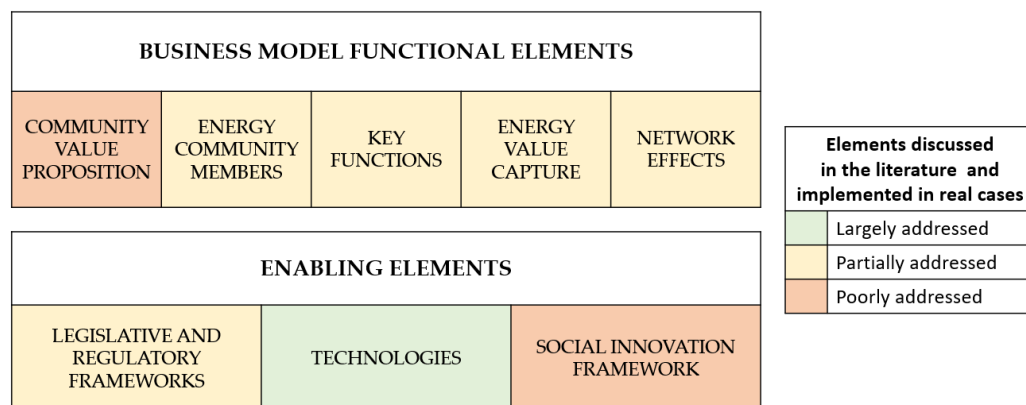 BUSINESS MODEL FUNCTIONAL ELEMENTS
COMMUNITY
VALUE
PROPOSITION
ENERGY
COMMUNITY
MEMBERS
KEY
FUNCTIONS
ENERGY
VALUE
CAPTURE
NETWORK
EFFECTS
ENABLING ELEMENTS
LEGISLATIVE AND
REGULATORY
FRAMEWORKS
TECHNOLOGIES
SOCIAL INNOVATION
FRAMEWORK
Elements discussed
in the literature and
implemented in real cases
Largely addressed
Partially addressed
Poorly addressed